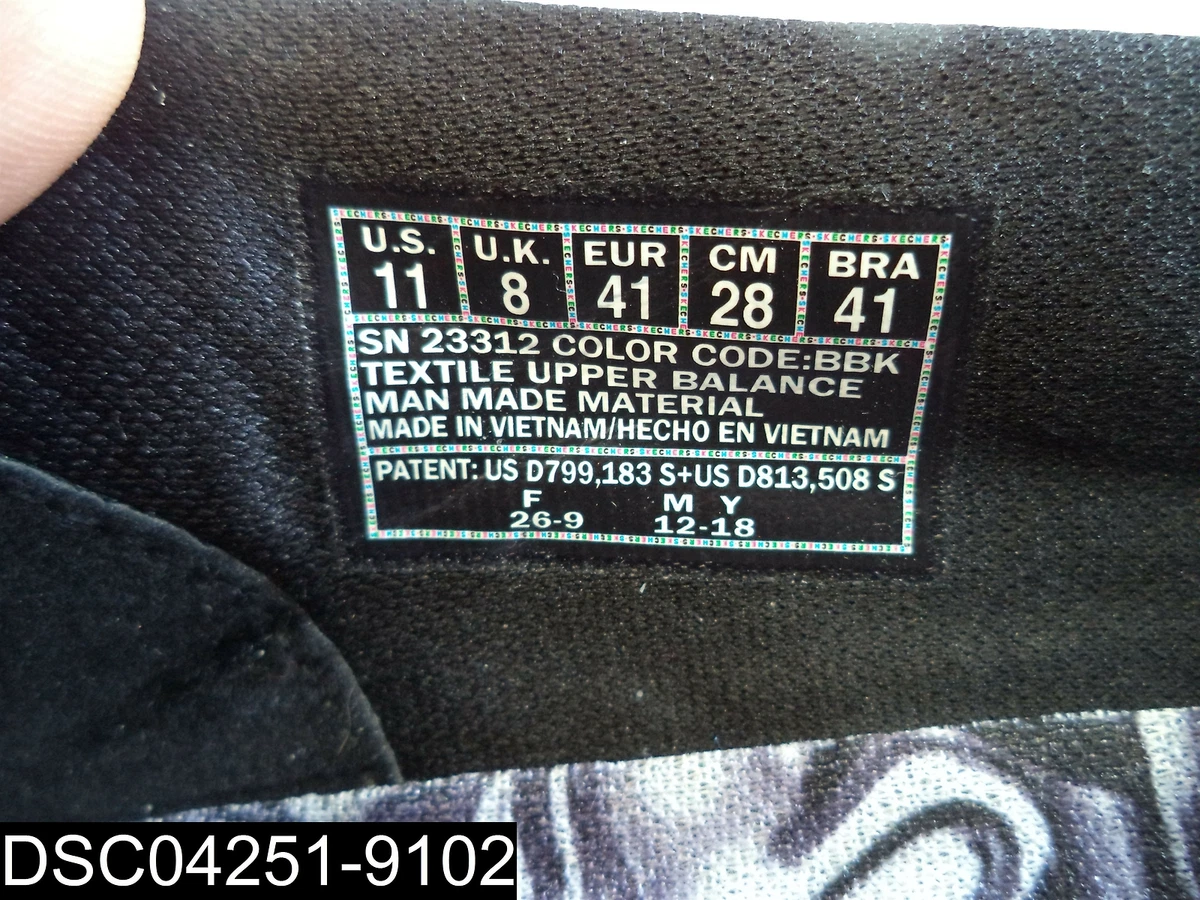 U.S. U.K. EUR CM BRA
11 8 41 28 41
SN 23312 COLOR CODE:BBK
TEXTILE UPPER BALANCE
MAN MADE MATERIAL
MADE IN VIETNAM/HECHO EN VIETNAM
PATENT: US D799,183 S+US D813,508 S
F M Y
26-9 12-18
DSC04251-9102